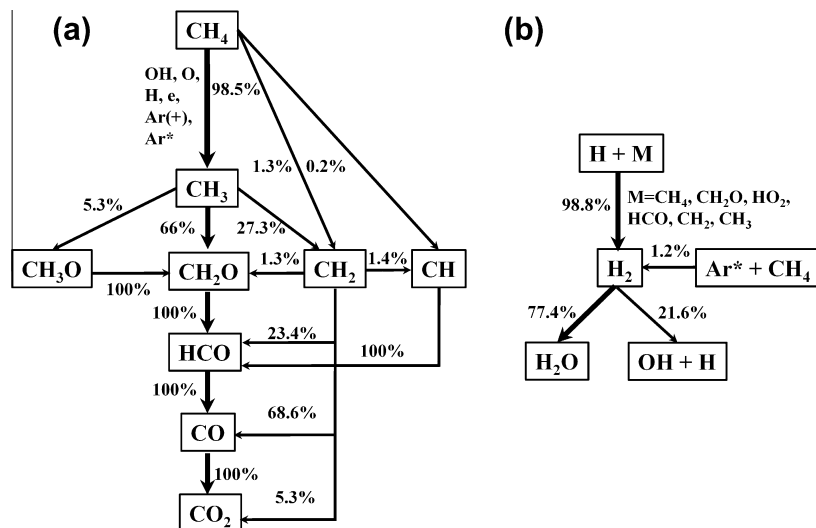 (a)
CH₄
OH, O,
H, e,
Ar(+),
Ar*
98.5%
1.3%
0.2%
CH₃
5.3%
66%
27.3%
CH₃O
CH₂O
1.3%
CH₂
1.4%
CH
100%
100%
HCO
23.4%
100%
100%
CO
68.6%
100%
CO₂
5.3%
(b)
H + M
98.8%
M=CH₄, CH₂O, HO₂,
HCO, CH₂, CH₃
H₂
1.2%
Ar* + CH₄
77.4%
21.6%
H₂O
OH + H